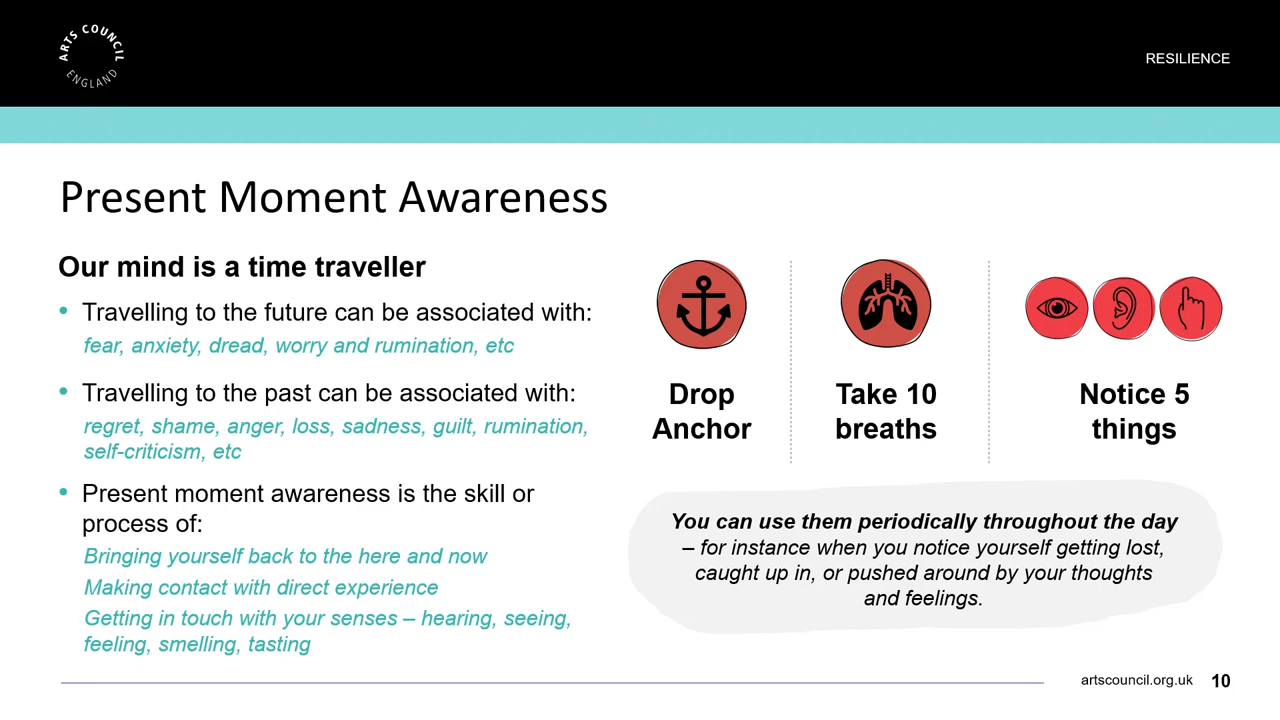 ARTS COUNCIL
ENGLAND
RESILIENCE
Present Moment Awareness
Our mind is a time traveller
• Travelling to the future can be associated with:
fear, anxiety, dread, worry and rumination, etc
• Travelling to the past can be associated with:
regret, shame, anger, loss, sadness, guilt, rumination,
self-criticism, etc
• Present moment awareness is the skill or
process of:
Bringing yourself back to the here and now
Making contact with direct experience
Getting in touch with your senses – hearing, seeing,
feeling, smelling, tasting
Drop
Anchor
Take 10
breaths
Notice 5
things
You can use them periodically throughout the day
– for instance when you notice yourself getting lost,
caught up in, or pushed around by your thoughts
and feelings.
artscouncil.org.uk 10